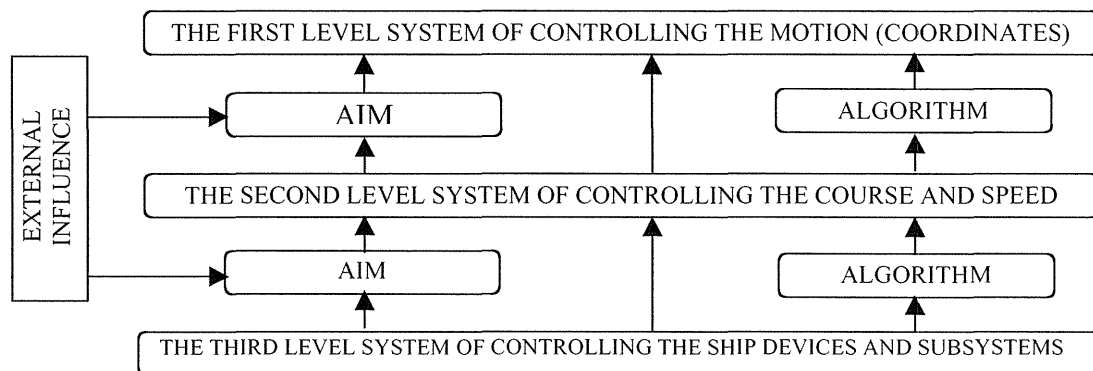 THE FIRST LEVEL SYSTEM OF CONTROLLING THE MOTION (COORDINATES)
EXTERNAL
INFLUENCE
AIM
ALGORITHM
THE SECOND LEVEL SYSTEM OF CONTROLLING THE COURSE AND SPEED
AIM
ALGORITHM
THE THIRD LEVEL SYSTEM OF CONTROLLING THE SHIP DEVICES AND SUBSYSTEMS